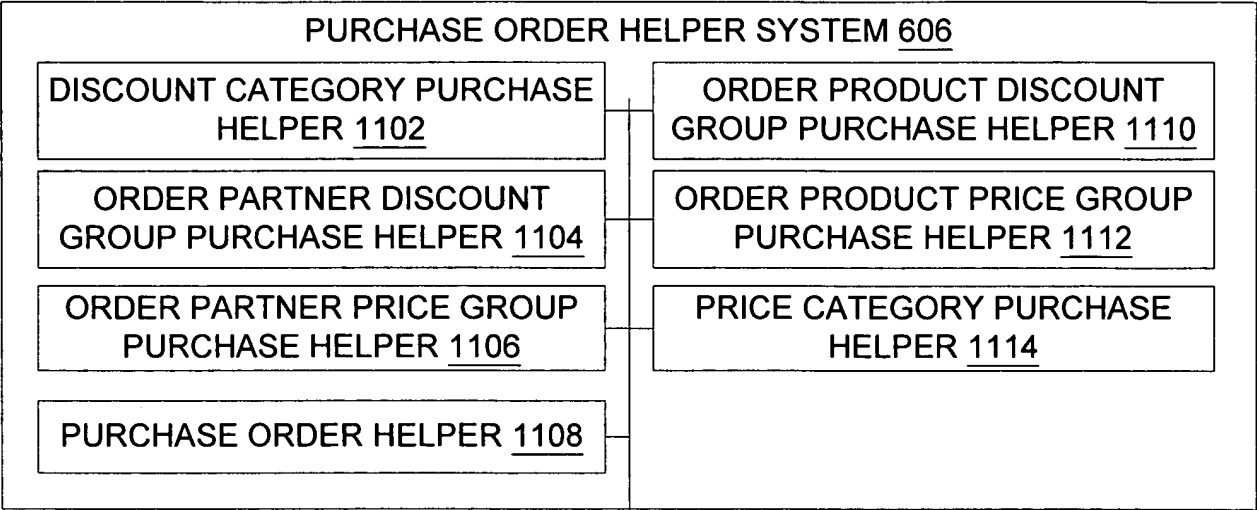 PURCHASE ORDER HELPER SYSTEM 606
DISCOUNT CATEGORY PURCHASE
HELPER 1102
ORDER PARTNER DISCOUNT
GROUP PURCHASE HELPER 1104
ORDER PARTNER PRICE GROUP
PURCHASE HELPER 1106
PURCHASE ORDER HELPER 1108
ORDER PRODUCT DISCOUNT
GROUP PURCHASE HELPER 1110
ORDER PRODUCT PRICE GROUP
PURCHASE HELPER 1112
PRICE CATEGORY PURCHASE
HELPER 1114